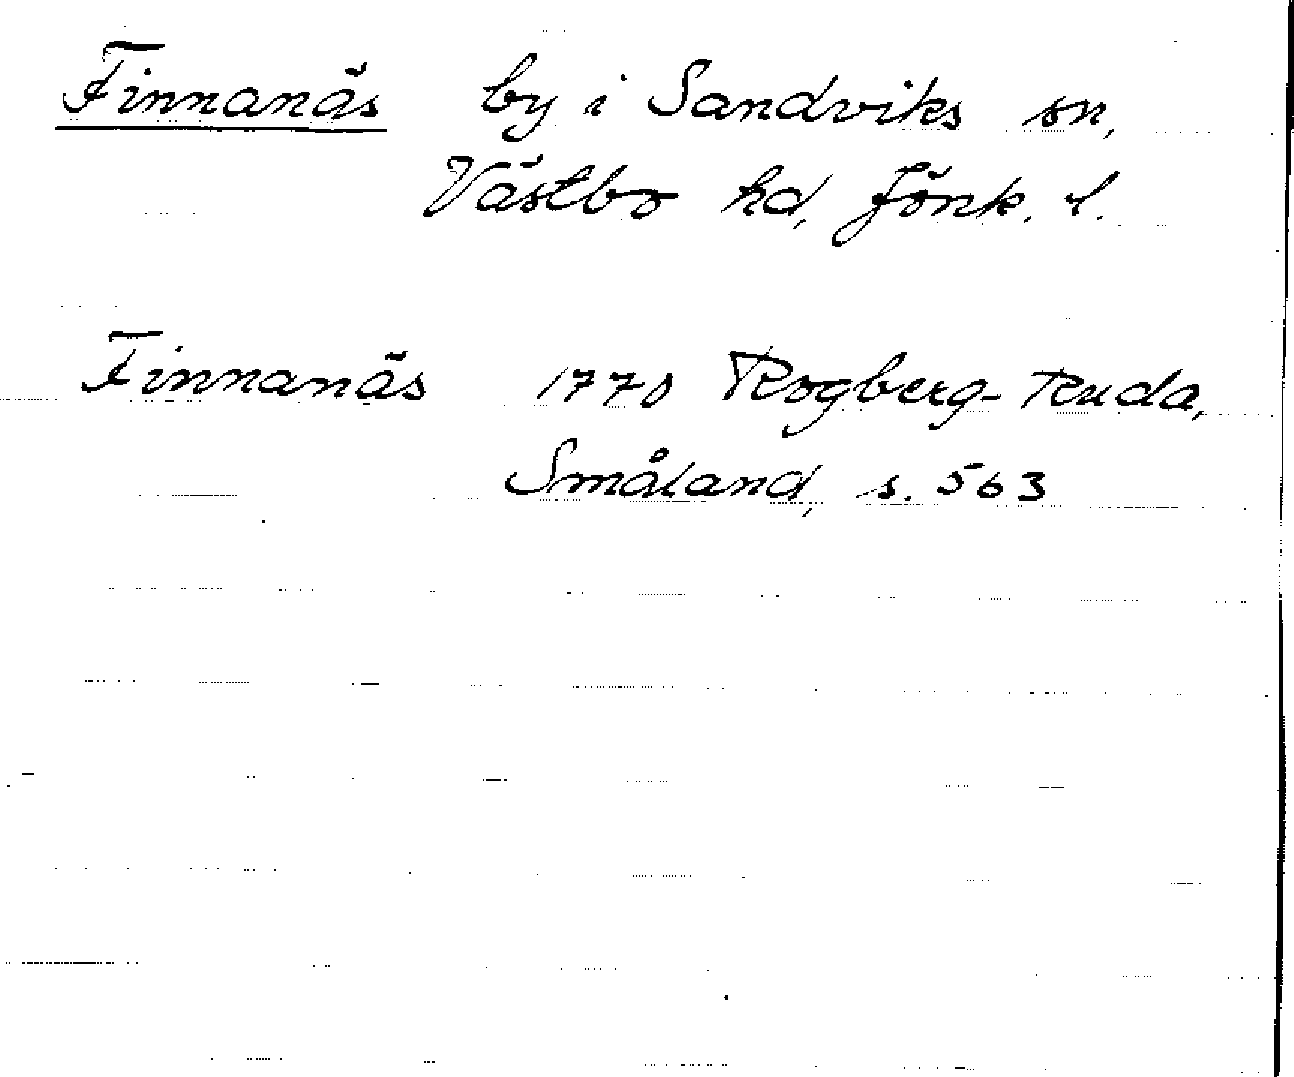 Finnanäs by i Sandviks sn,
Västbo hd, Jönk. l.
Finnanäs 1770 Rogberg-Ruda,
Småland, s. 563